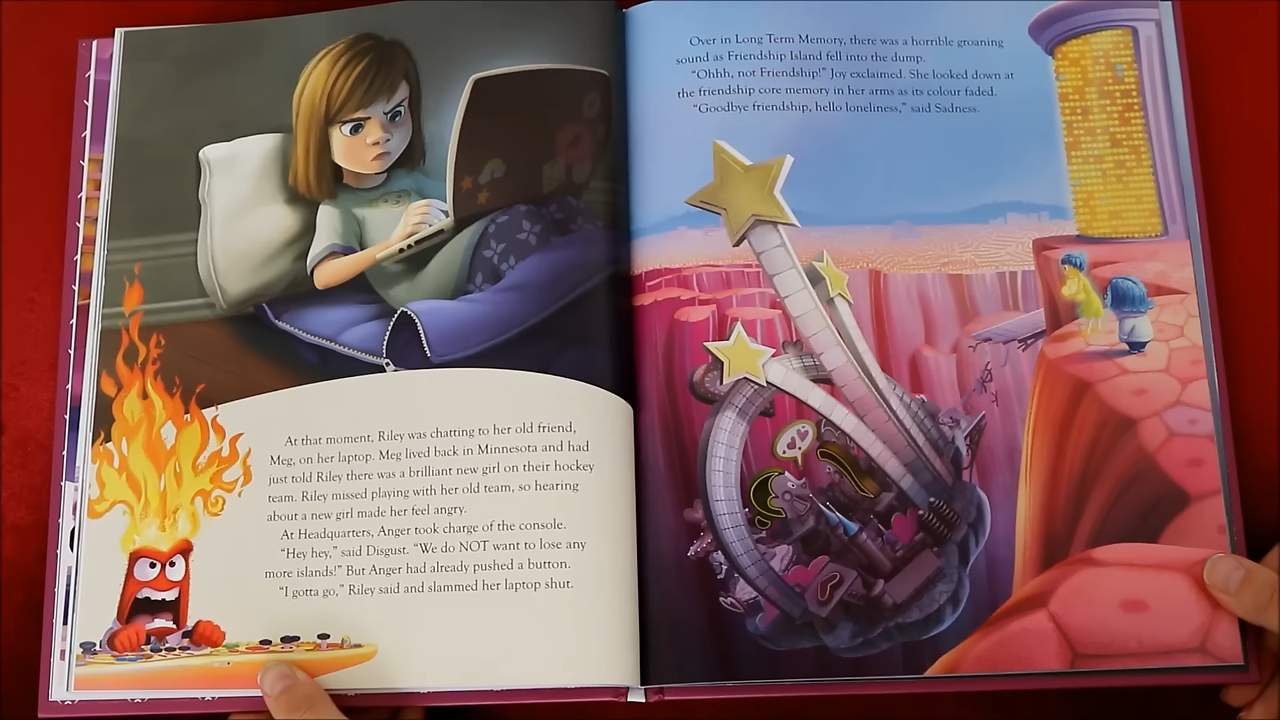 At that moment, Riley was chatting to her old friend,
Meg, on her laptop. Meg lived back in Minnesota and had
just told Riley there was a brilliant new girl on their hockey
team. Riley missed playing with her old team, so hearing
about a new girl made her feel angry.
At Headquarters, Anger took charge of the console.
“Hey hey,” said Disgust. “We do NOT want to lose any
more islands!” But Anger had already pushed a button.
“I gotta go,” Riley said and slammed her laptop shut.
Over in Long Term Memory, there was a horrible groaning
sound as Friendship Island fell into the dump.
“Ohhh, not Friendship!” Joy exclaimed. She looked down at
the friendship core memory in her arms as its colour faded.
“Goodbye friendship, hello loneliness,” said Sadness.